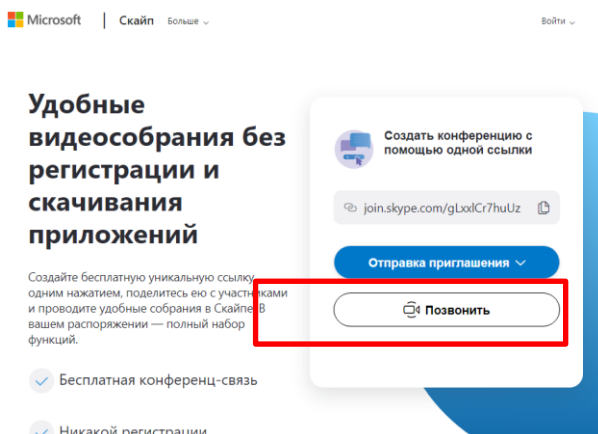 Microsoft | Скайп Больше
Войти
Удобные
видеособрания без
регистрации и
скачивания
приложений
Создайте бесплатную уникальную ссылку
одним нажатием, поделитесь ею с участниками
и проводите удобные собрания в Скайпе. В
вашем распоряжении — полный набор
функций.
Бесплатная конференц-связь
Никакой регистрации
Создать конференцию с
помощью одной ссылки
join.skype.com/gLxxlCr7huUz
Отправка приглашения
Позвонить